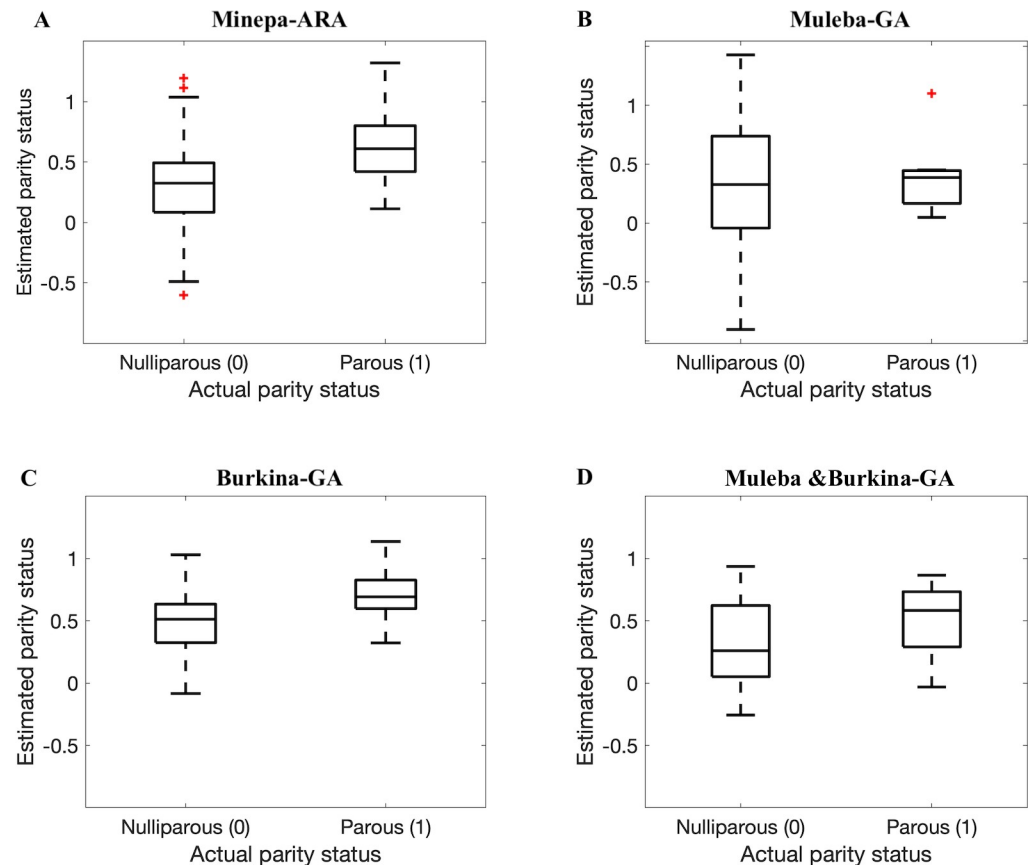 A
Minepa-ARA
Estimated parity status
1
0.5
0
-0.5
Nulliparous (0)
Parous (1)
Actual parity status
B
Muleba-GA
Estimated parity status
1
0.5
0
-0.5
Nulliparous (0)
Parous (1)
Actual parity status
C
Burkina-GA
Estimated parity status
1
0.5
0
-0.5
Nulliparous (0)
Parous (1)
Actual parity status
D
Muleba &Burkina-GA
Estimated parity status
1
0.5
0
-0.5
Nulliparous (0)
Parous (1)
Actual parity status